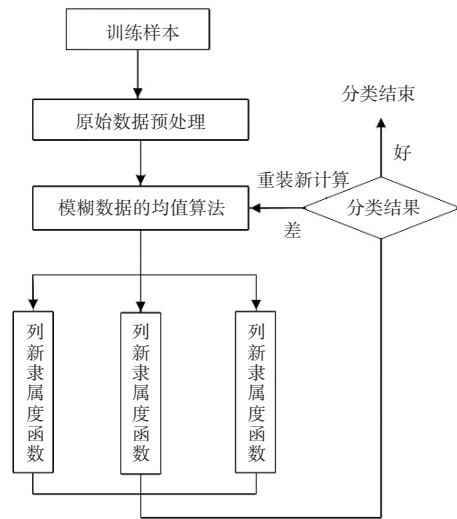 训练样本
原始数据预处理
模糊数据的均值算法
列新隶属度函数
列新隶属度函数
列新隶属度函数
分类结束
好
重装新计算
分类结果
差